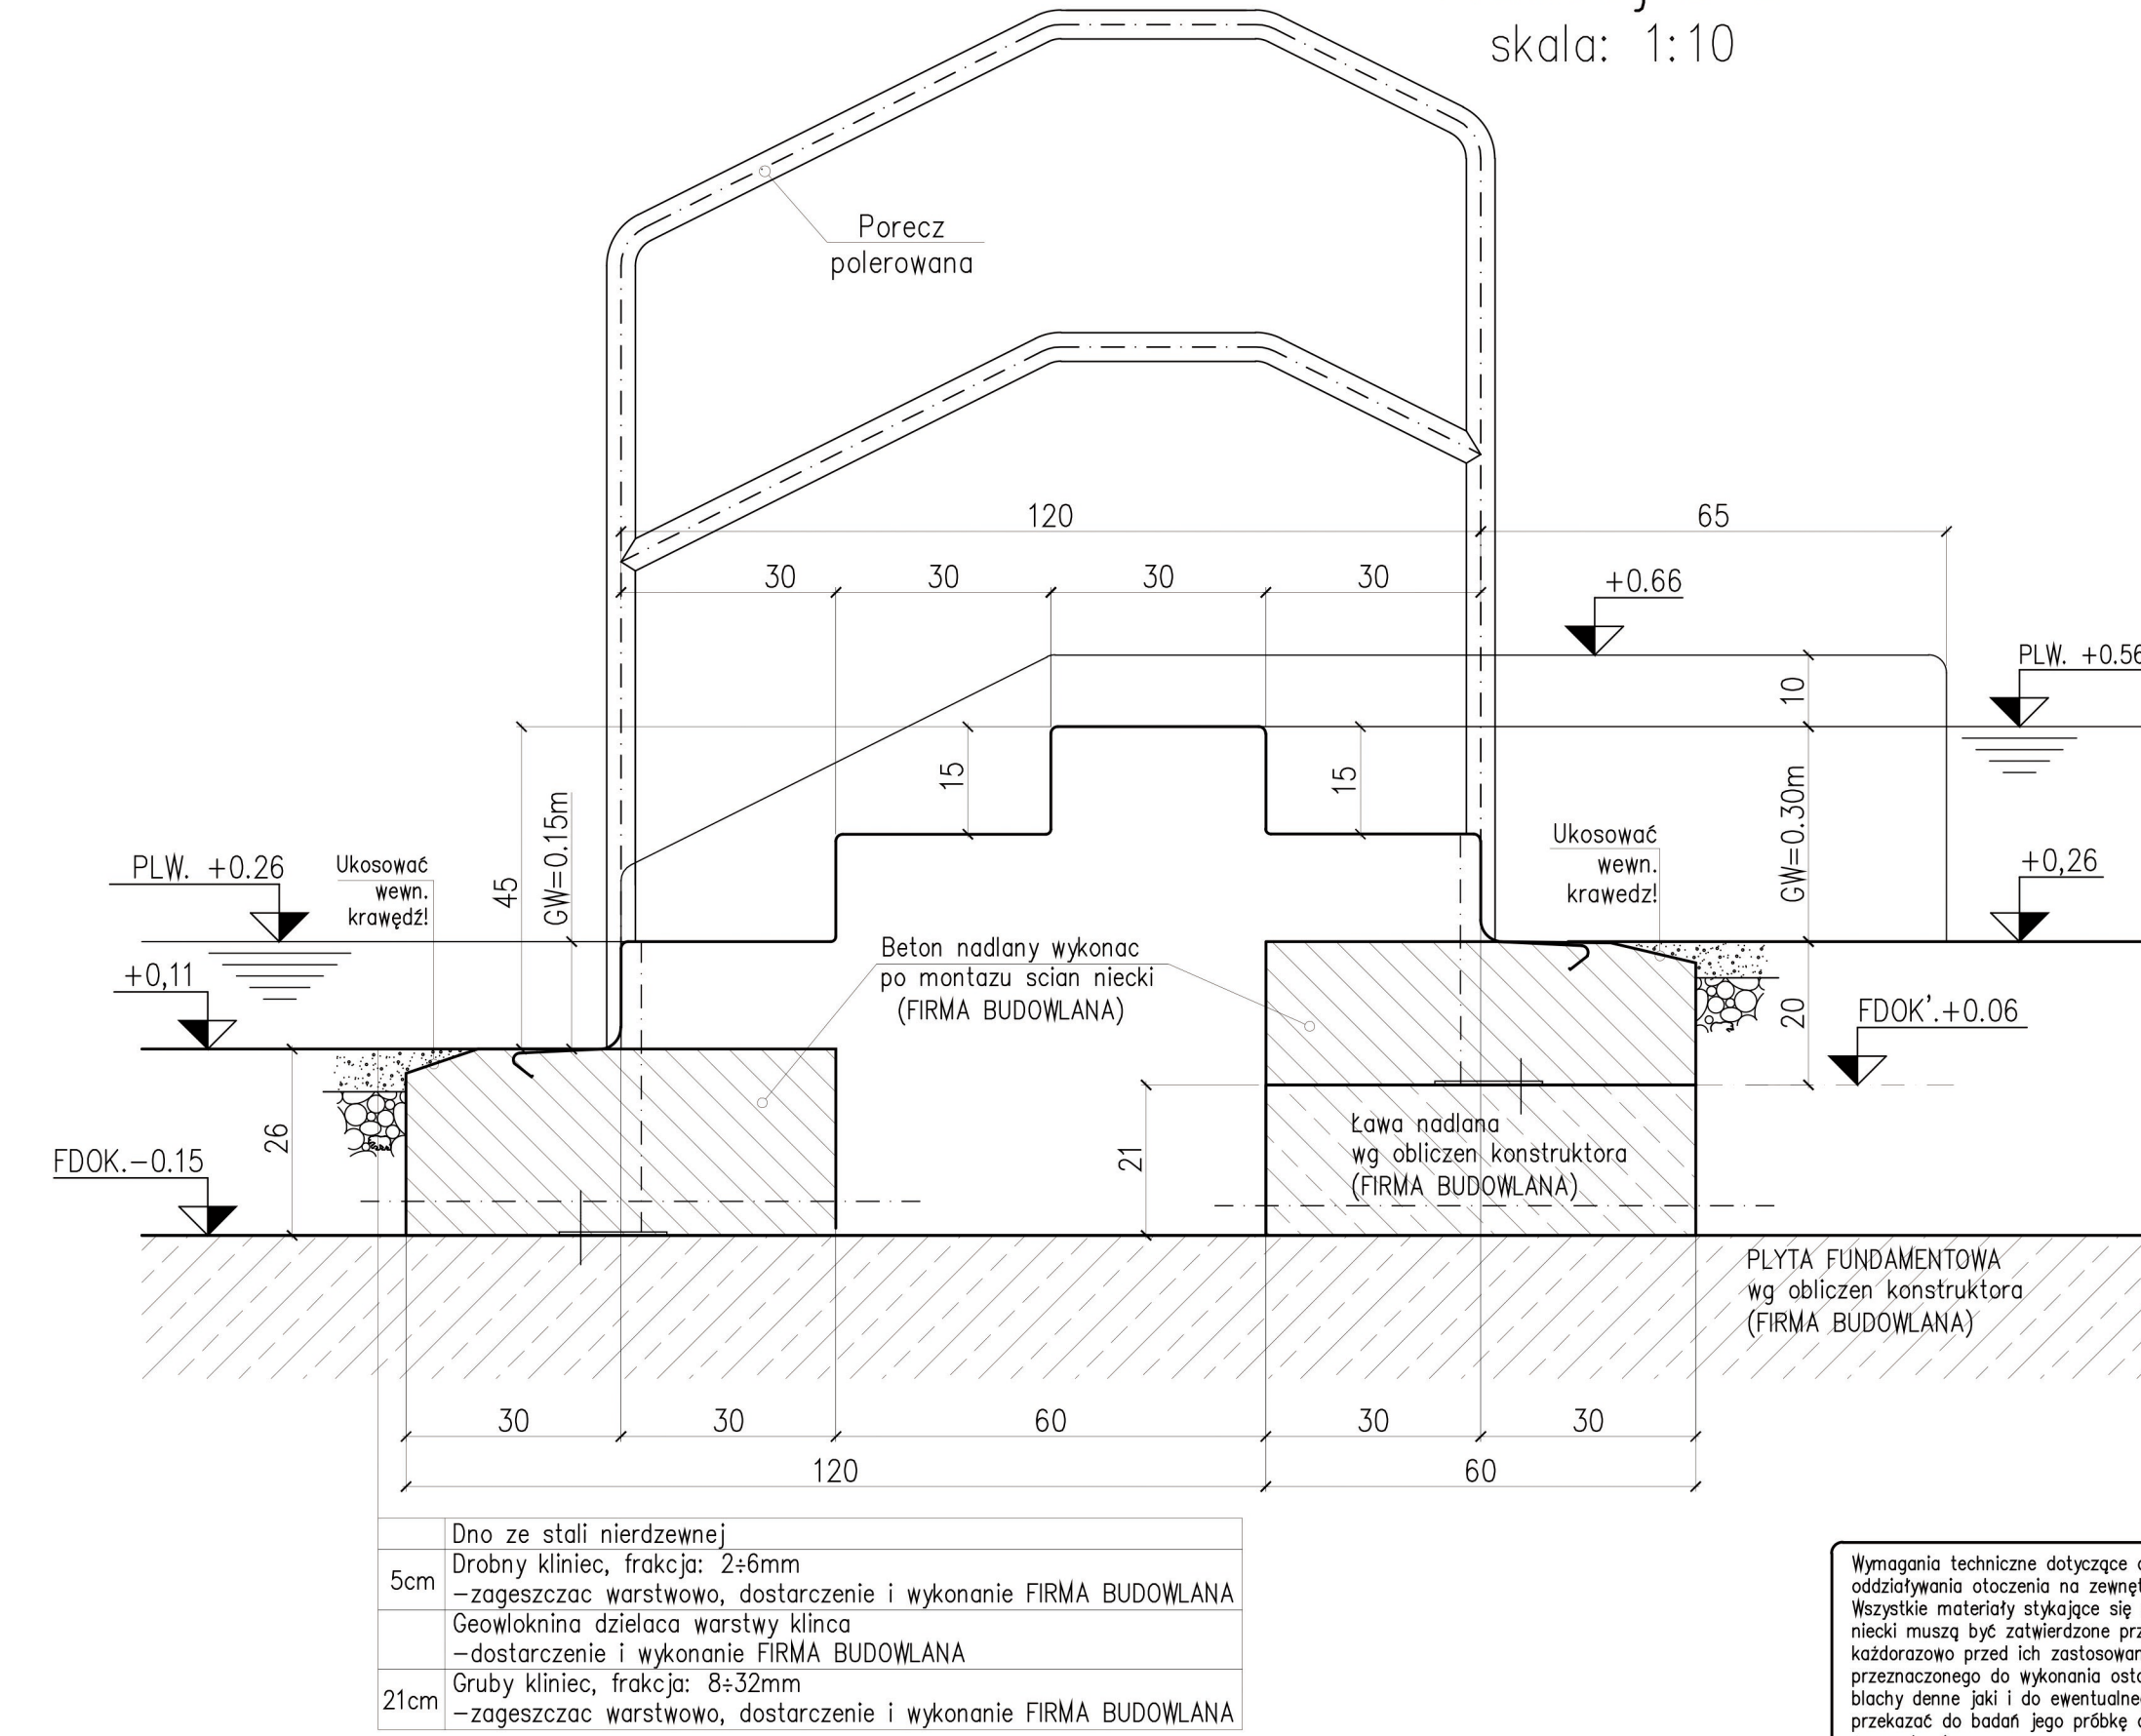 skala: 1:10
Porecz
polerowana
120
65
30
30
30
30
+0.66
PLW. +0.56
10
15
15
45
GW=0.15m
GW=0.30m
PLW. +0.26
Ukosować
wewn.
krawędź!
Ukosować
wewn.
krawedz!
+0,26
+0,11
Beton nadlany wykonac
po montazu scian niecki
(FIRMA BUDOWLANA)
20
FDOK'.+0.06
26
21
Ława nadlana
wg obliczen konstruktora
(FIRMA BUDOWLANA)
FDOK.-0.15
PLYTA FUNDAMENTOWA
wg obliczen konstruktora
(FIRMA BUDOWLANA)
30
30
60
30
30
120
60
Dno ze stali nierdzewnej
5cm
Drobny kliniec, frakcja: 2÷6mm
-zageszczac warstwowo, dostarczenie i wykonanie FIRMA BUDOWLANA
Geowloknina dzielaca warstwy klinca
-dostarczenie i wykonanie FIRMA BUDOWLANA
21cm
Gruby kliniec, frakcja: 8÷32mm
-zageszczac warstwowo, dostarczenie i wykonanie FIRMA BUDOWLANA
Wymagania techniczne dotyczące
oddziaływania otoczenia na
Wszystkie materiały stykające się
niecki muszą być zatwierdzone
każdorazowo przed ich
przeznaczonego do wykonania
blachy denne jaki i do
przekazać do badań jego próbkę